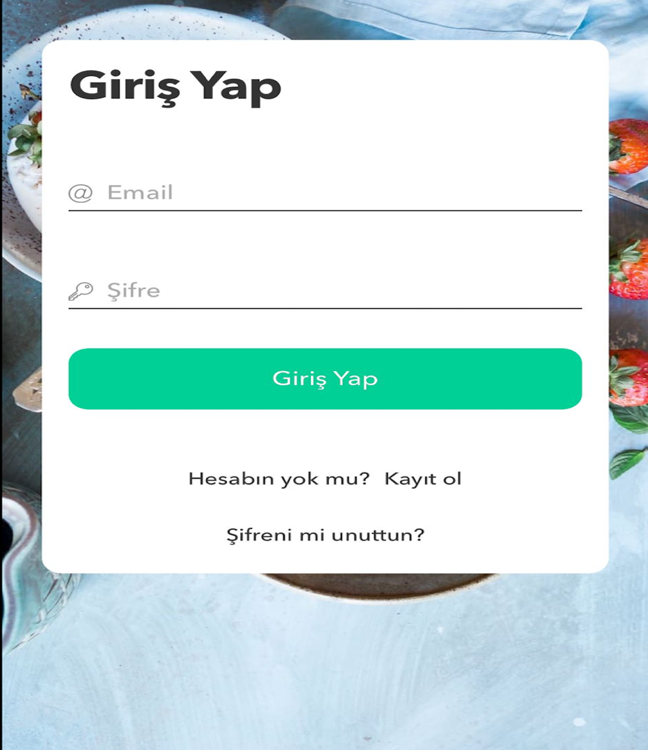 Giriş Yap
@ Email
Şifre
Giriş Yap
Hesabın yok mu? Kayıt ol
Şifreni mi unuttun?